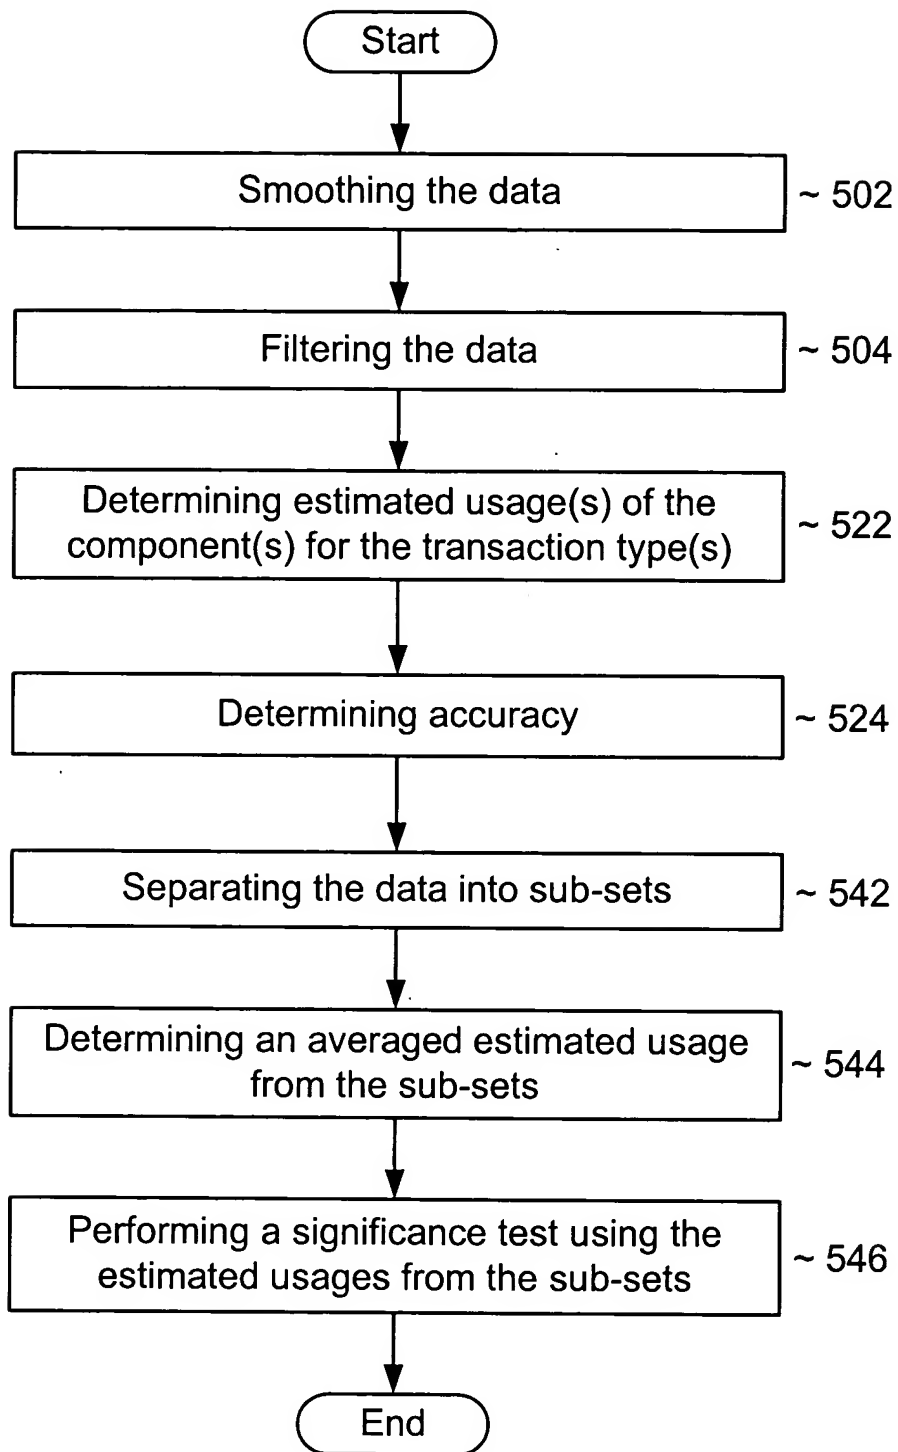 Start
Smoothing the data
~ 502
Filtering the data
~ 504
Determining estimated usage(s) of the
component(s) for the transaction type(s)
~ 522
Determining accuracy
~ 524
Separating the data into sub-sets
~ 542
Determining an averaged estimated usage
from the sub-sets
~ 544
Performing a significance test using the
estimated usages from the sub-sets
~ 546
End